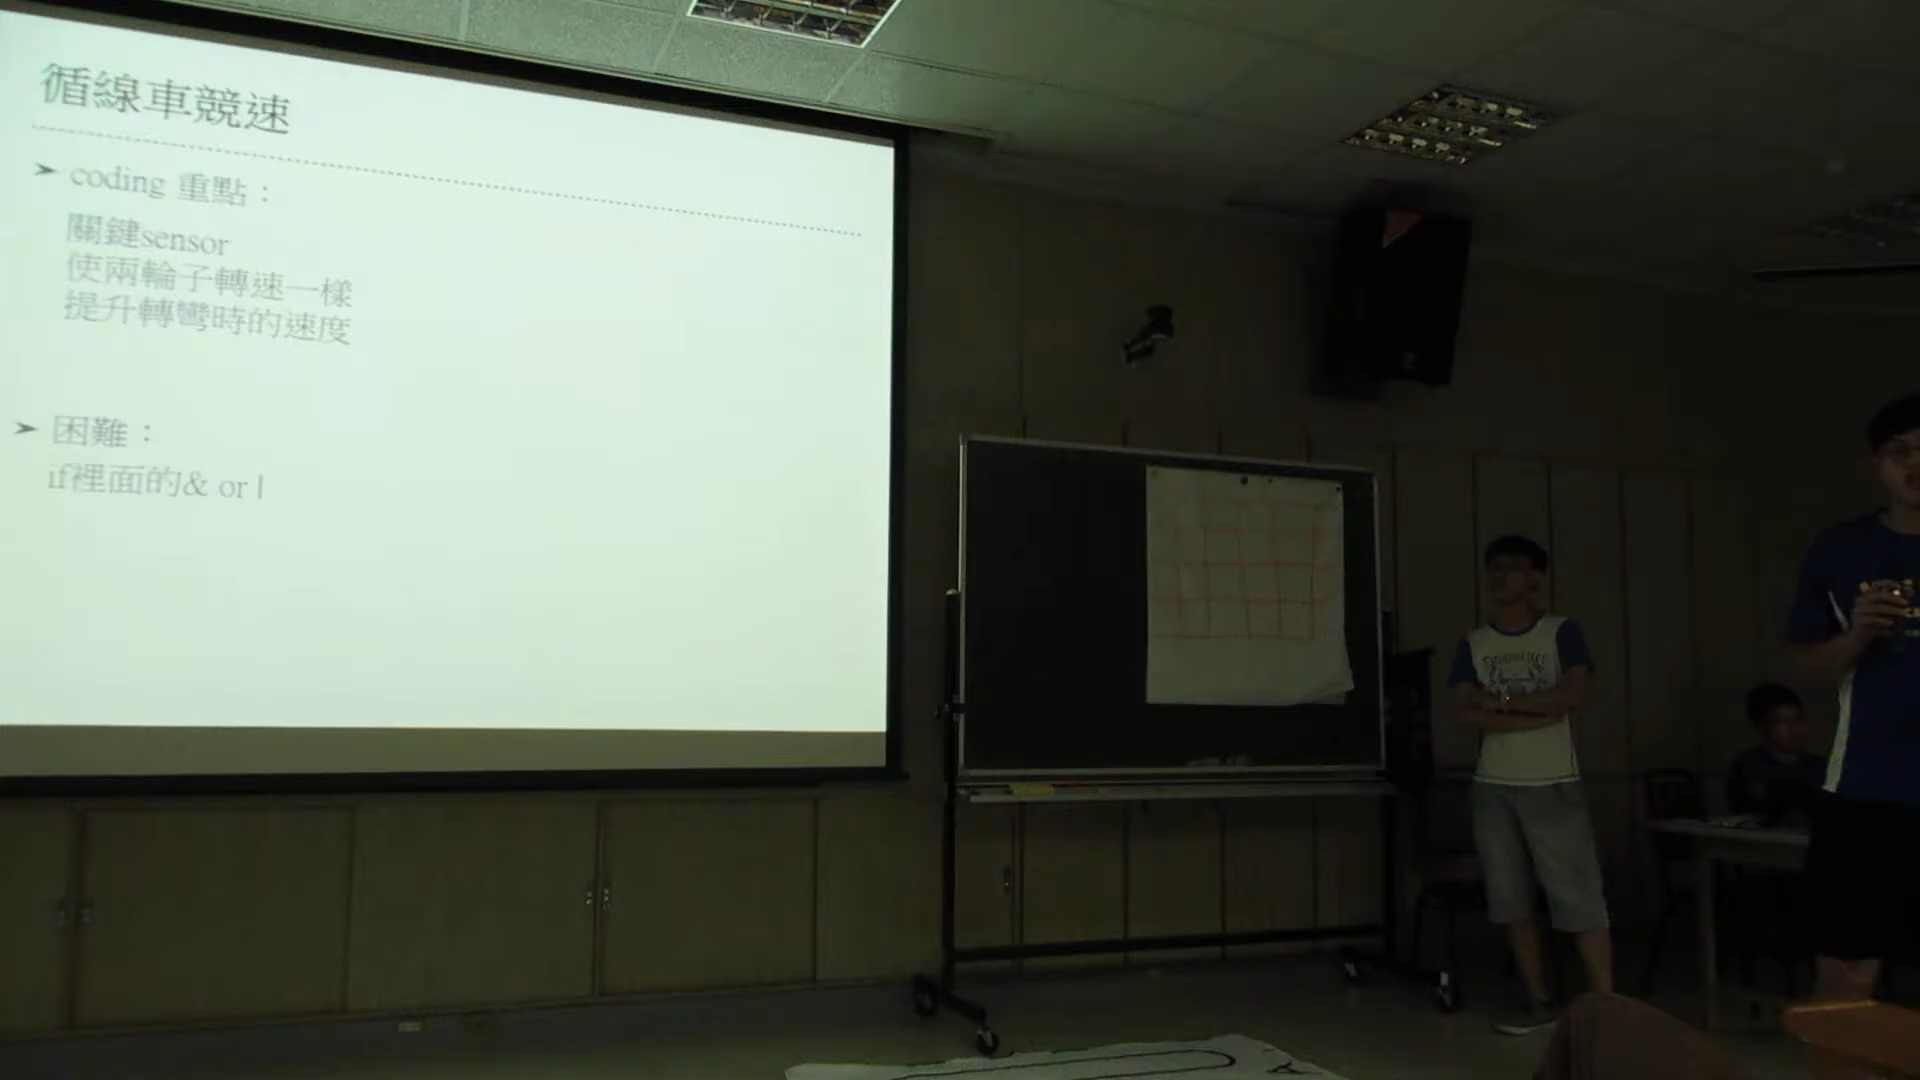 循線車競速
➤ coding 重點：
關鍵sensor
使兩輪子轉速一樣
提升轉彎時的速度
➤ 困難：
if裡面的& or |